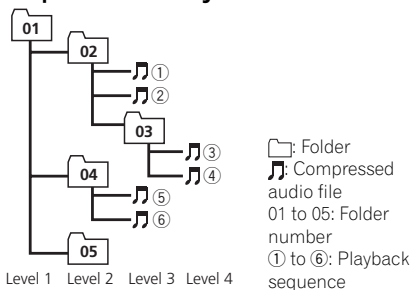 01
02
①
②
03
③
④
04
⑤
⑥
05
Level 1 Level 2 Level 3 Level 4
: Folder
: Compressed
audio file
01 to 05: Folder
number
① to ⑥: Playback
sequence